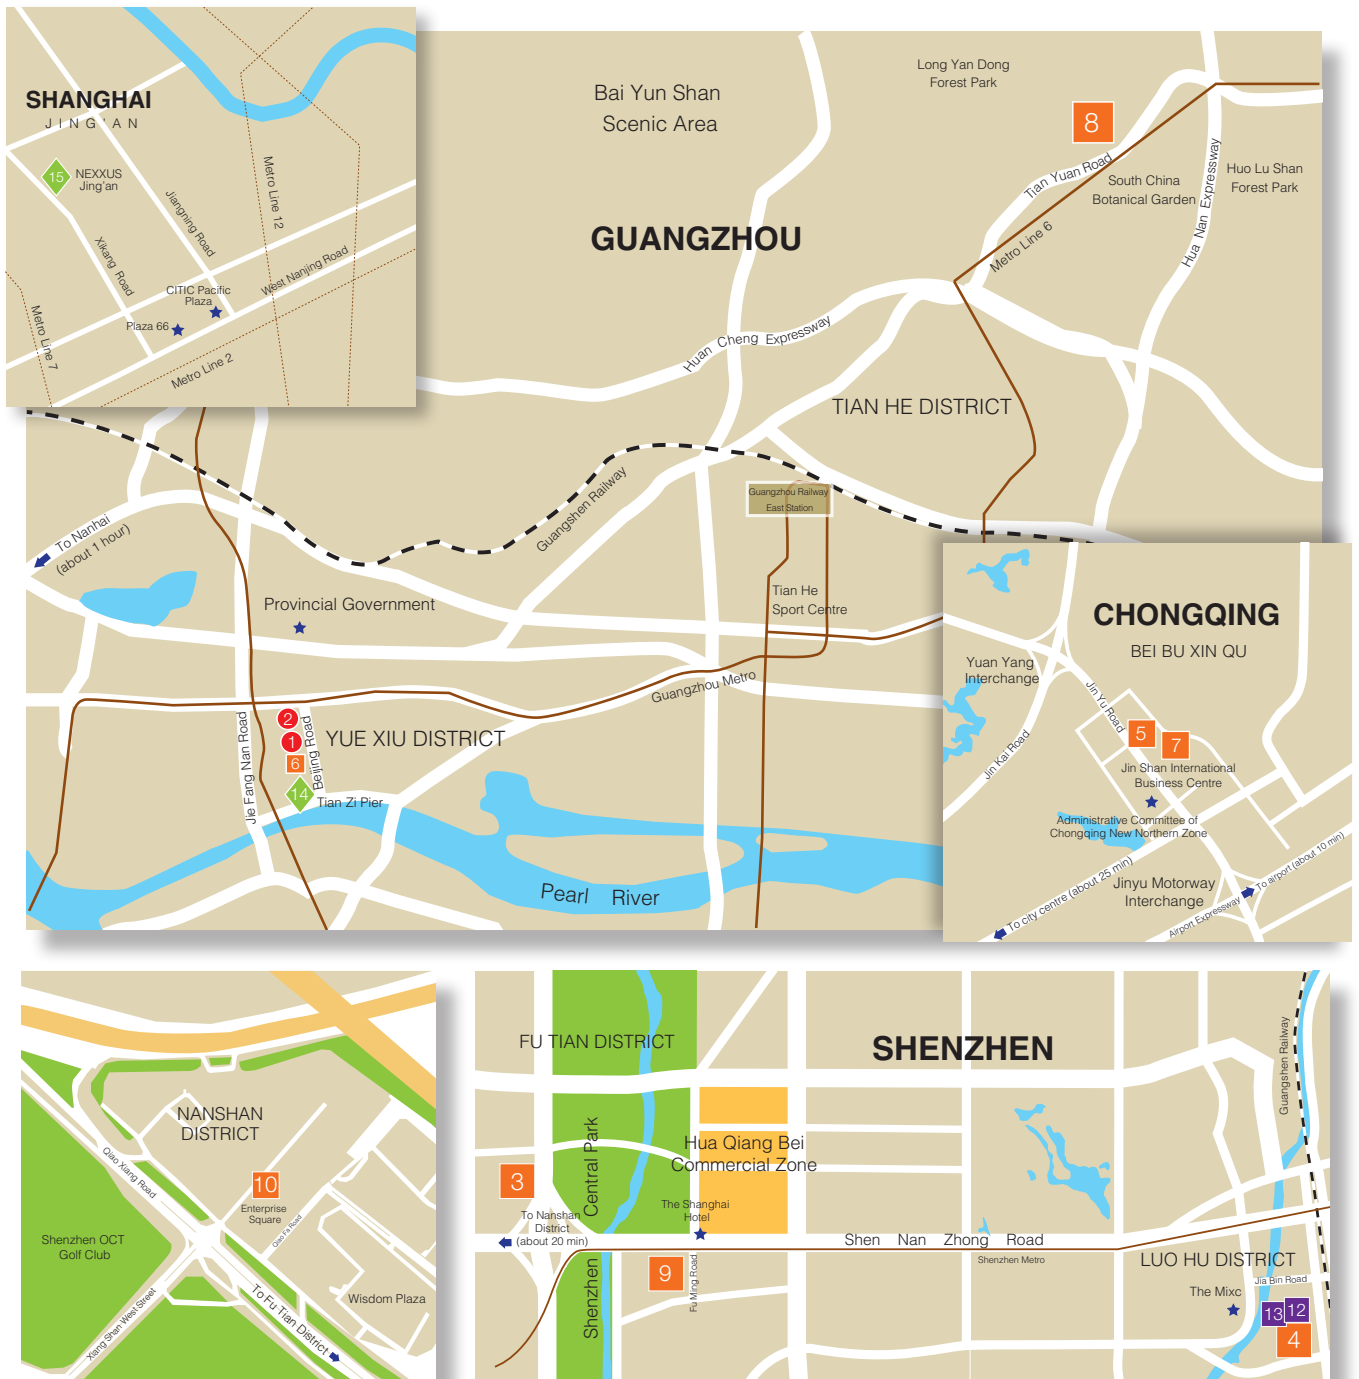 SHANGHAI
JING'AN
15
NEXXUS
Jing'an
Metro Line 12
Jiangning Road
Xikang Road
West Nanjing Road
CITIC Pacific
Plaza
Plaza 66
Metro Line 7
Metro Line 2
Bai Yun Shan
Scenic Area
Long Yan Dong
Forest Park
8
Tian Yuan Road
South China
Botanical Garden
Hua Nan Expressway
Huo Lu Shan
Forest Park
GUANGZHOU
Metro Line 6
Huan Cheng Expressway
TIAN HE DISTRICT
Guangshen Railway
Guangzhou Railway
East Station
To Nanhai
(about 1 hour)
Provincial Government
Tian He
Sport Centre
Guangzhou Metro
Jie Fang Nan Road
2
1
6
14
Beijing Road
YUE XIU DISTRICT
Tian Zi Pier
Pearl River
CHONGQING
BEI BU XIN QU
Yuan Yang
Interchange
Jin Yu Road
Jin Kai Road
5
7
Jin Shan International
Business Centre
Administrative Committee of
Chongqing New Northern Zone
To city centre (about 25 min)
Jinyu Motorway
Interchange
Airport Expressway
To airport (about 10 min)
NANSHAN
DISTRICT
Qiao Xiang Road
10
Enterprise
Square
Qiao Fa Road
Shenzhen OCT
Golf Club
Xiang Shan West Street
To Fu Tian District
Wisdom Plaza
FU TIAN DISTRICT
SHENZHEN
Guangshen Railway
Shenzhen Central Park
Hua Qiang Bei
Commercial Zone
3
The Shanghai
Hotel
To Nanshan
District
(about 20 min)
Shen Nan Zhong Road
Shenzhen Metro
9
Fu Ming Road
LUO HU DISTRICT
Jia Bin Road
The Mixc
13
12
4